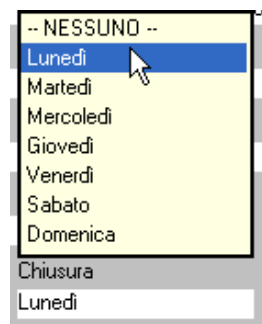 -- NESSUNO --
Lunedì
Martedì
Mercoledì
Giovedì
Venerdì
Sabato
Domenica
Chiusura
Lunedì